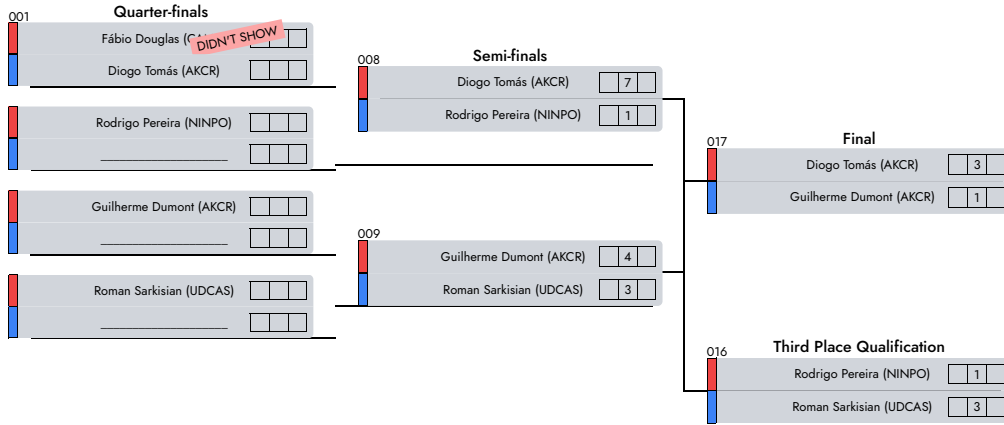 Quarter-finals
001
Fábio Douglas
DIDN'T SHOW
Diogo Tomás (AKCR)
Rodrigo Pereira (NINPO)
Guilherme Dumont (AKCR)
Roman Sarkisian (UDCAS)
Semi-finals
008
Diogo Tomás (AKCR) 7
Rodrigo Pereira (NINPO) 1
009
Guilherme Dumont (AKCR) 4
Roman Sarkisian (UDCAS) 3
Final
017
Diogo Tomás (AKCR) 3
Guilherme Dumont (AKCR) 1
Third Place Qualification
016
Rodrigo Pereira (NINPO) 1
Roman Sarkisian (UDCAS) 3